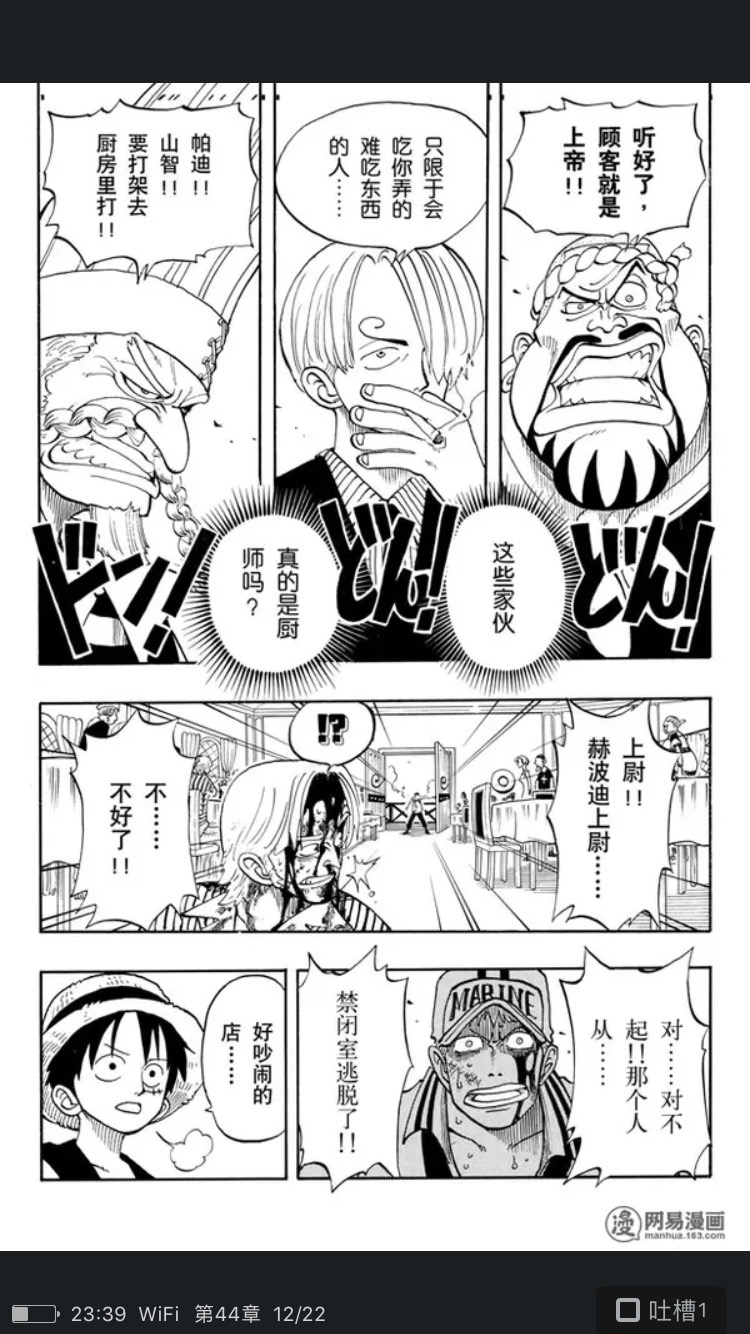 听好了，
顾客就是
上帝！！
只限于会
吃你弄的
难吃东西
的人……
帕迪！！
山智！！
要打架去
厨房里打！！
どん！！
这些家伙
どん！！
真的是厨
师吗？
ドン！！
上尉！！
赫波迪上尉……
！？
不……
不好了！！
对……对不
起！！那个人
从……
MARINE
禁闭室逃脱了！！
好吵闹的
店……
漫 网易漫画
manhua.163.com
23:39 WiFi 第44章 12/22
吐槽1